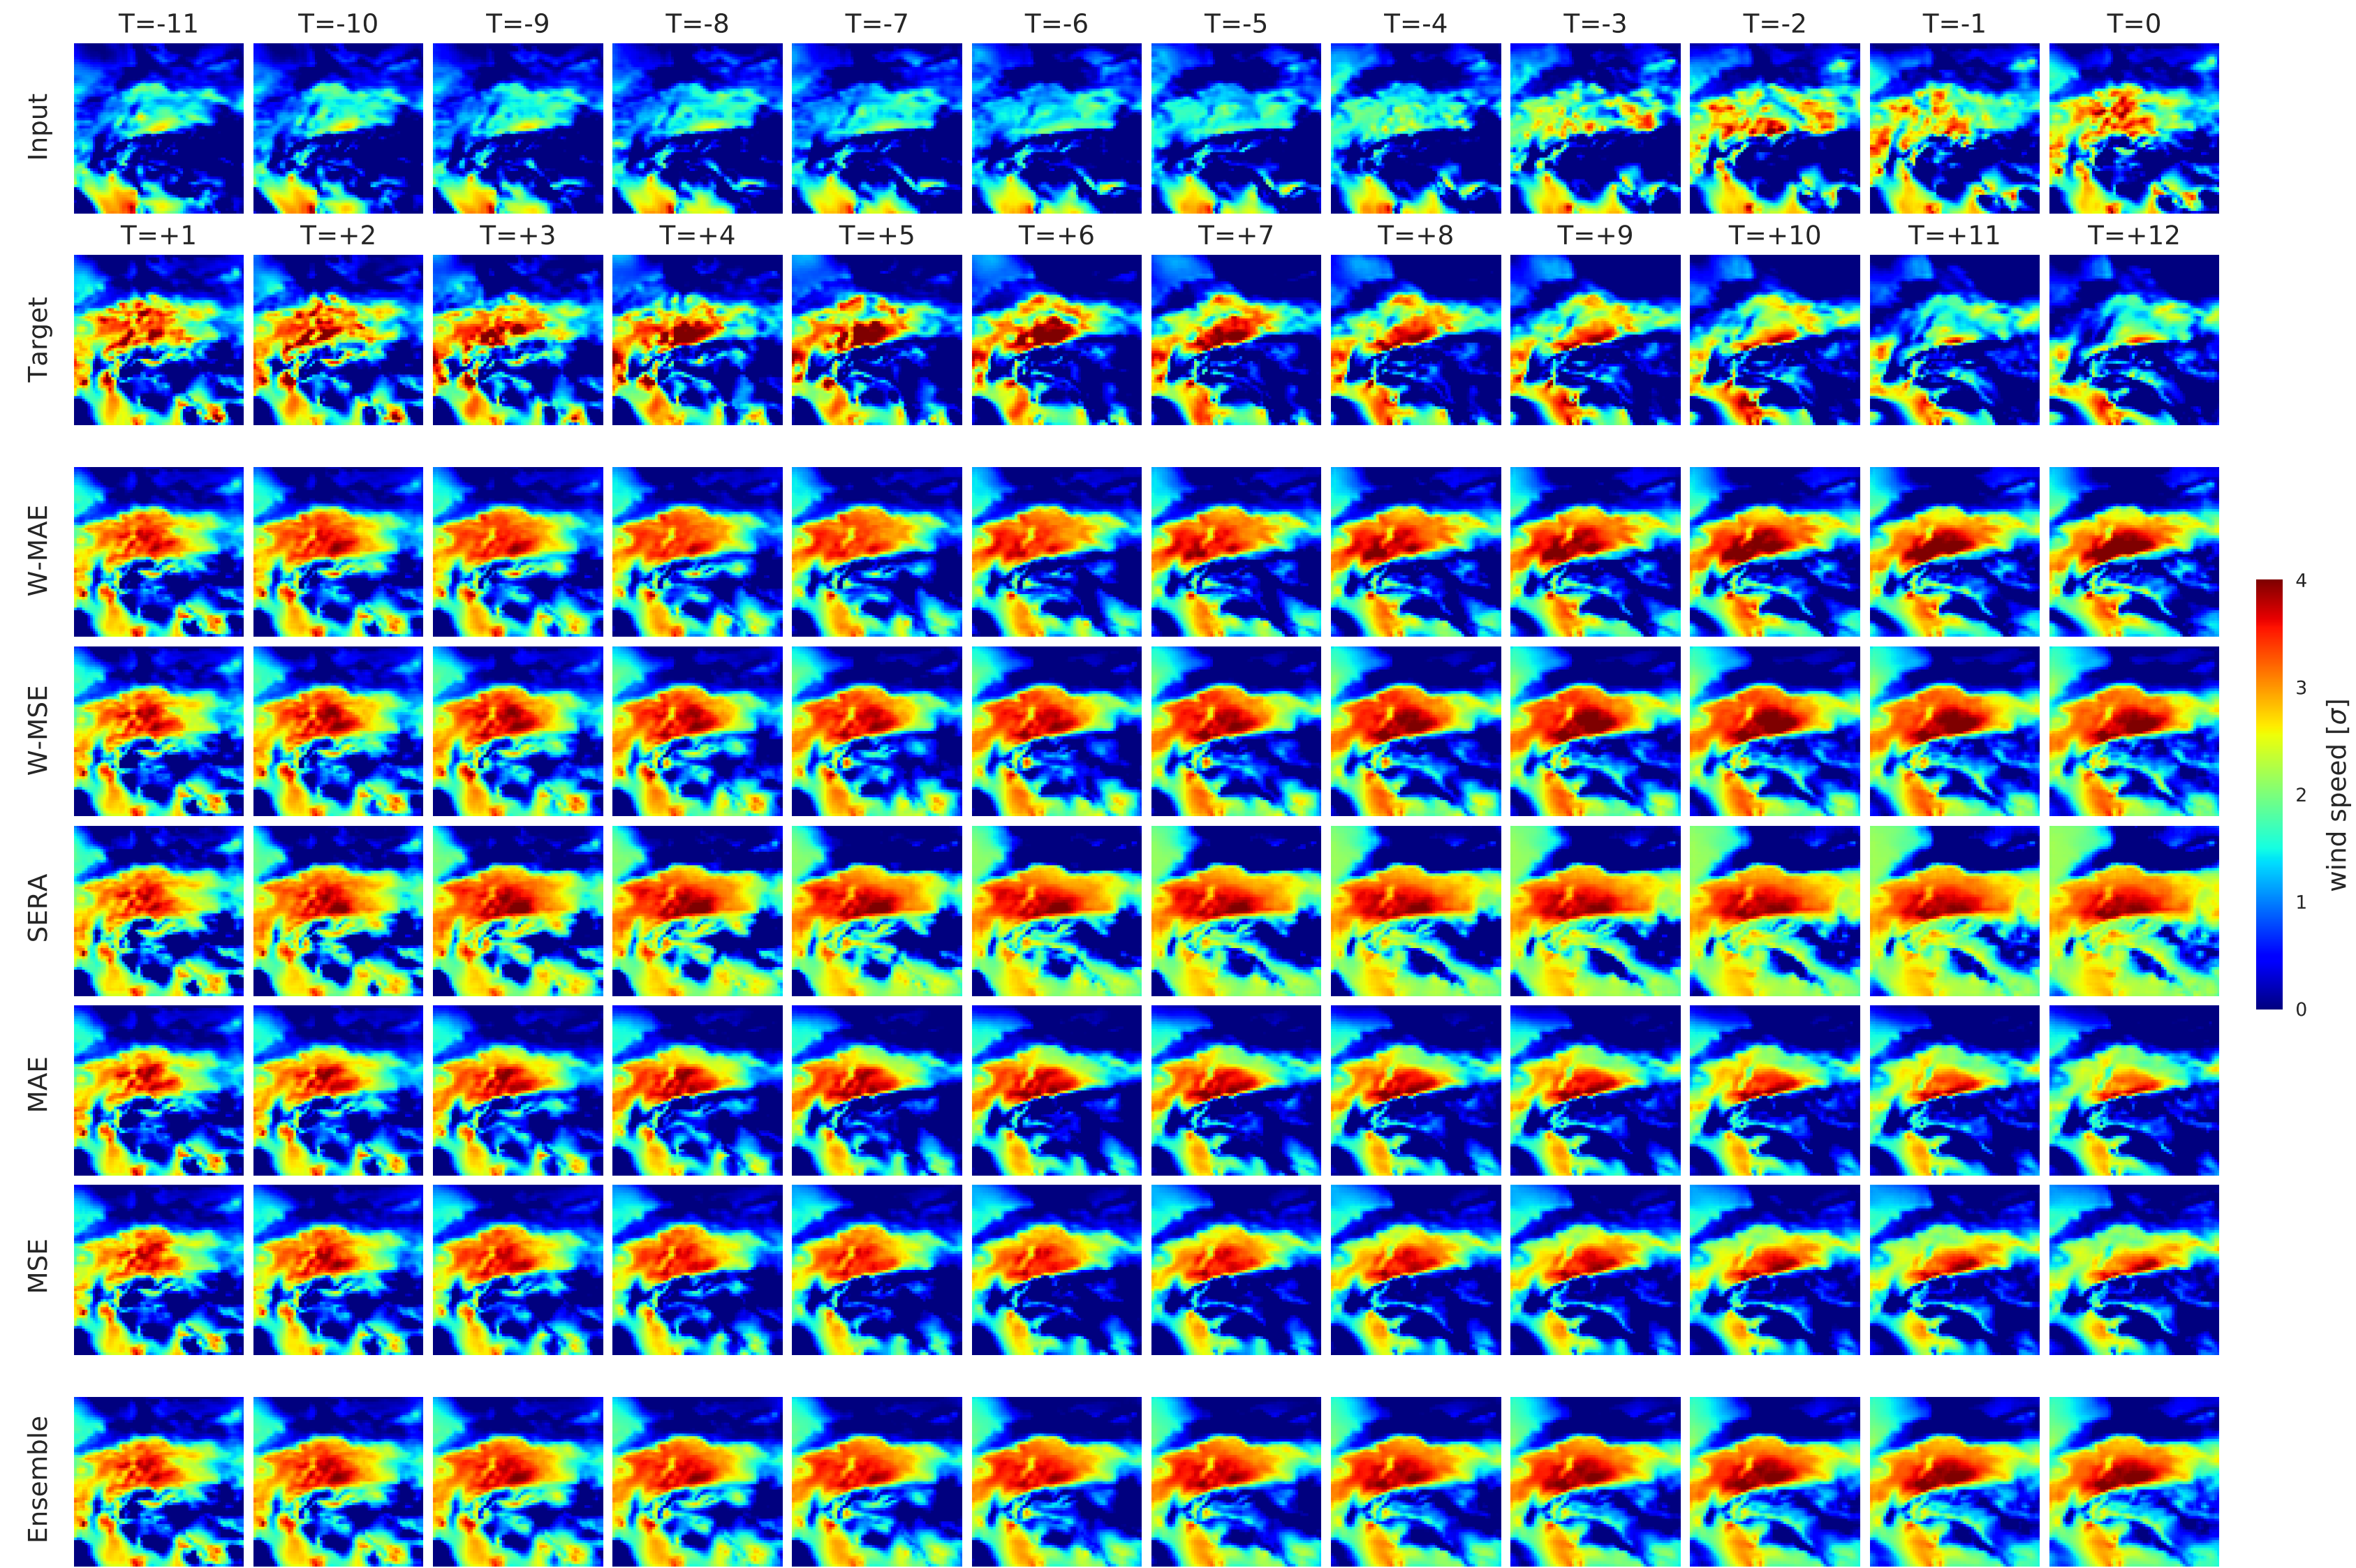 T=-11 T=-10 T=-9 T=-8 T=-7 T=-6 T=-5 T=-4 T=-3 T=-2 T=-1 T=0
Input
T=+1 T=+2 T=+3 T=+4 T=+5 T=+6 T=+7 T=+8 T=+9 T=+10 T=+11 T=+12
Target
W-MAE
W-MSE
SERA
MAE
MSE
Ensemble
4
3
2
1
0
wind speed [σ]